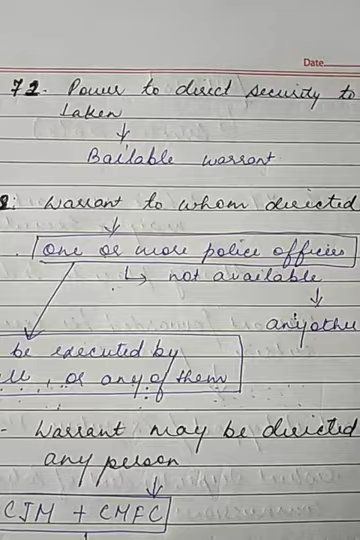 Date
72. Power to direct security to
taken
Bailable warrant
Warrant to whom directed
one or more police officers
not available
any other
be executed by
all, or any of them
- Warrant may be directed
any person
CJM + CMFC